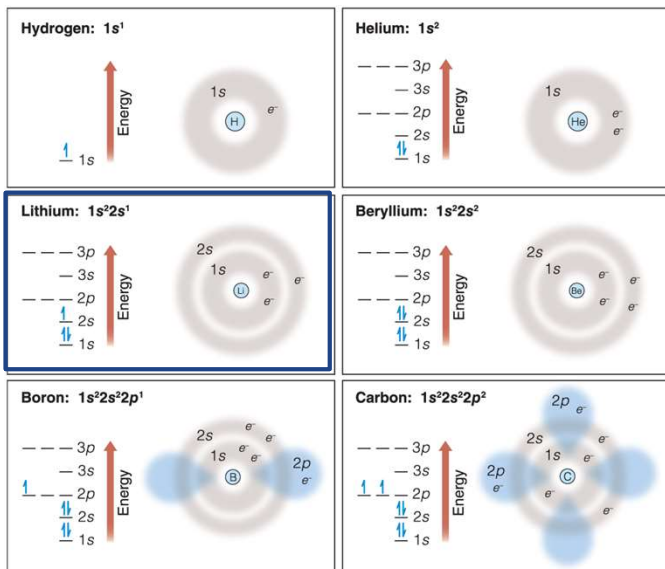 Hydrogen: 1s¹
1s
Energy
1s
H
e⁻
Helium: 1s²
3p
3s
2p
2s
1s
Energy
1s
He
e⁻
e⁻
Lithium: 1s²2s¹
3p
3s
2p
2s
1s
Energy
2s
1s
Li
e⁻
e⁻
e⁻
Beryllium: 1s²2s²
3p
3s
2p
2s
1s
Energy
2s
1s
Be
e⁻
e⁻
e⁻
e⁻
Boron: 1s²2s²2p¹
3p
3s
2p
2s
1s
Energy
2s
1s
B
e⁻
e⁻
e⁻
e⁻
2p
e⁻
Carbon: 1s²2s²2p²
3p
3s
2p
2s
1s
Energy
2p
e⁻
2s
1s
C
2p
e⁻
e⁻
e⁻
e⁻
e⁻